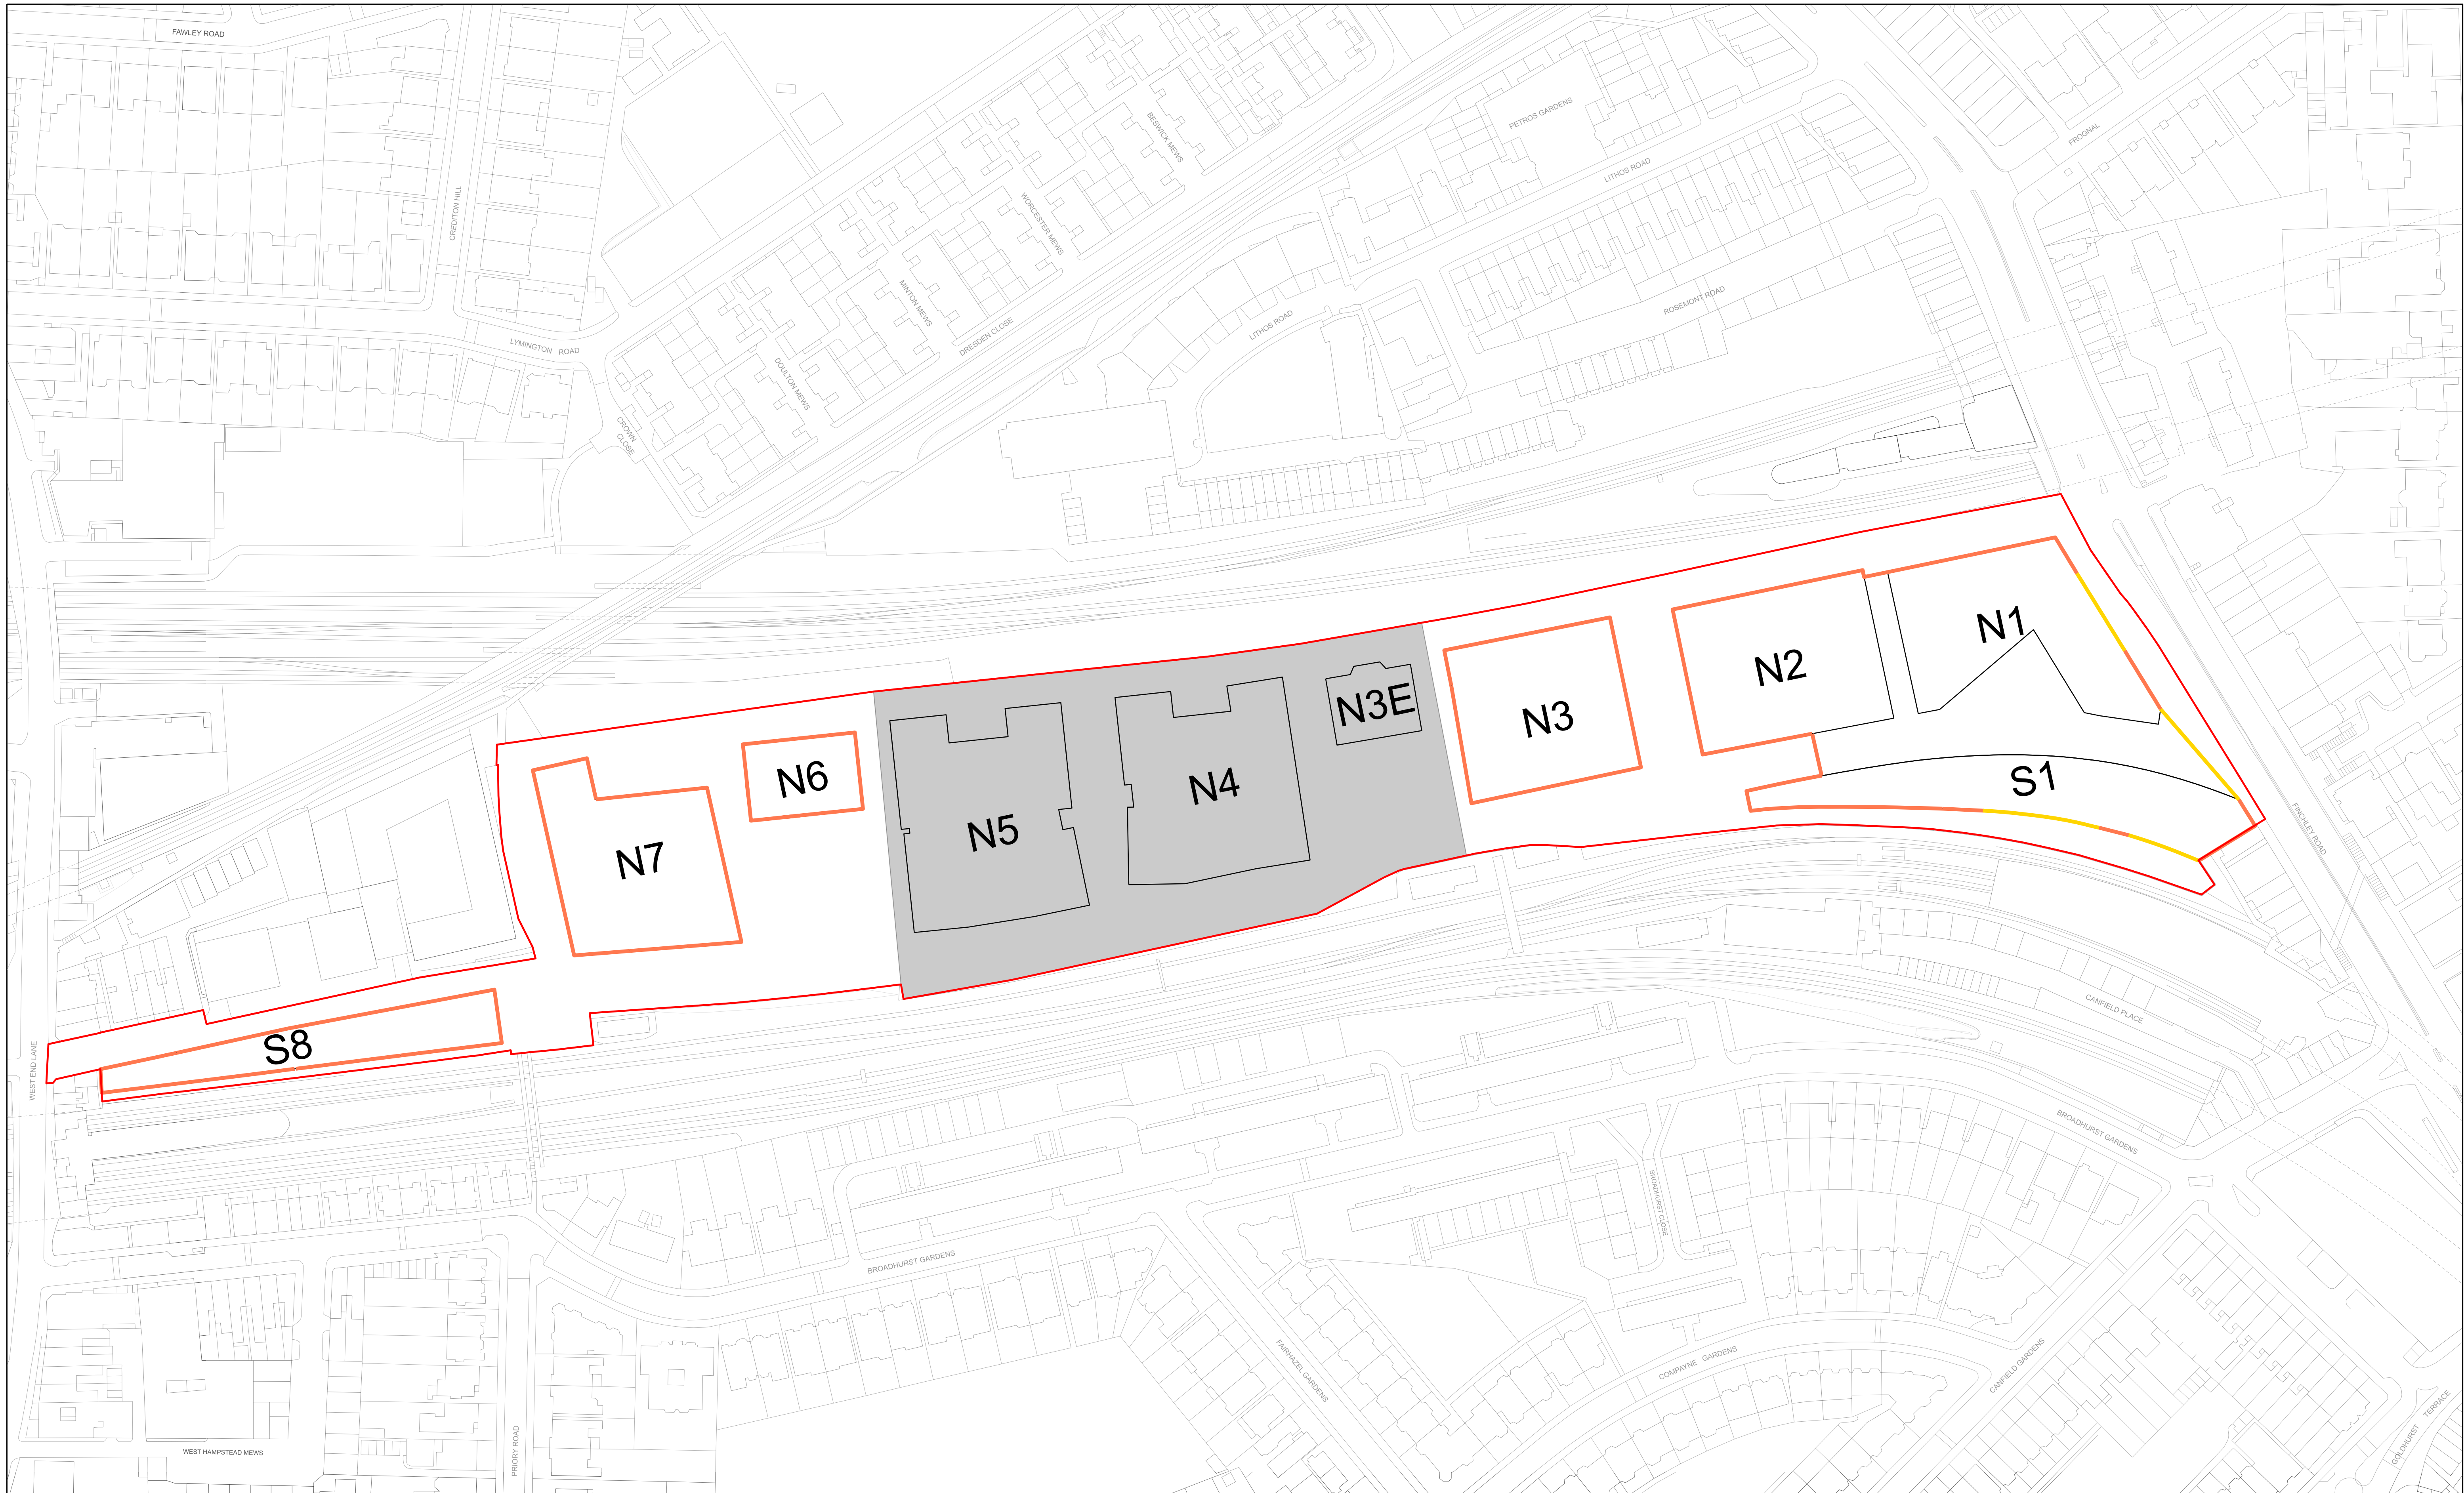 FAWLEY ROAD
CREDITON HILL
LYMINGTON ROAD
CROWN
CLOSE
DOULTON MEWS
MINTON MEWS
WORCESTER MEWS
BESWICK MEWS
DRESDEN CLOSE
PETROS GARDENS
LITHOS ROAD
LITHOS ROAD
ROSEMONT ROAD
FROGNAL
N1
N2
N3
N3E
N4
N5
N6
N7
S1
S8
FINCHLEY ROAD
WEST END LANE
CANFIELD PLACE
BROADHURST GARDENS
BROADHURST CLOSE
BROADHURST GARDENS
FAIRHAZEL GARDENS
COMPAYNE GARDENS
CANFIELD GARDENS
GOLDHURST TERRACE
PRIORY ROAD
WEST HAMPSTEAD MEWS